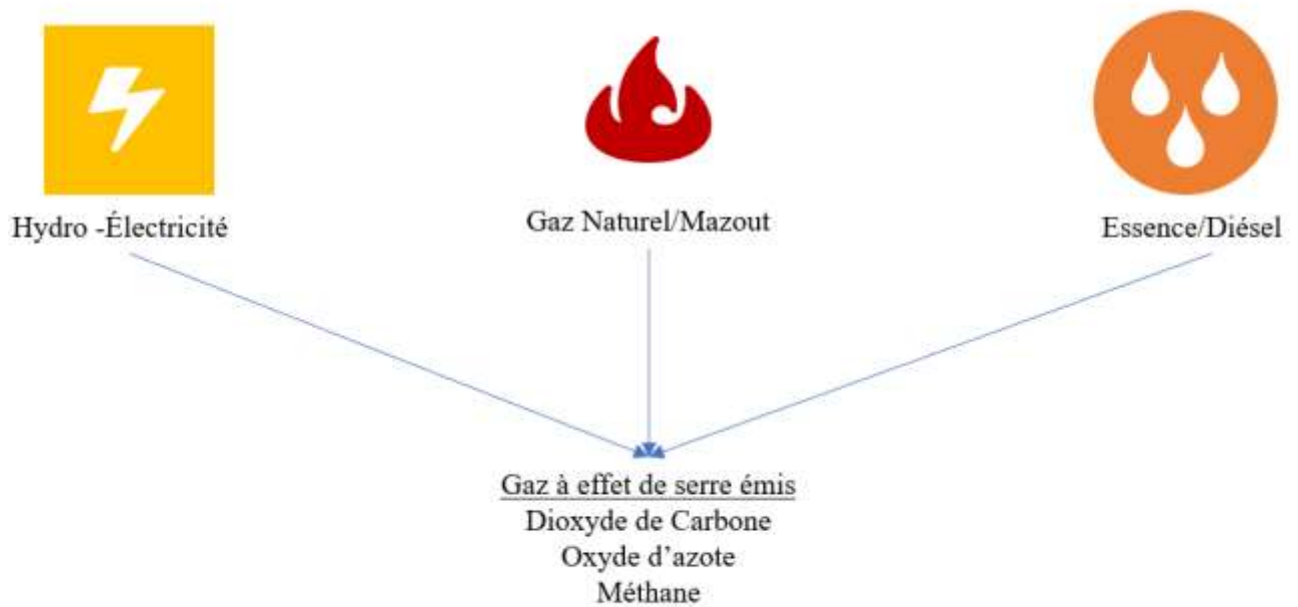 Hydro -Électricité
Gaz Naturel/Mazout
Essence/Diésel
Gaz à effet de serre émis
Dioxyde de Carbone
Oxyde d’azote
Méthane